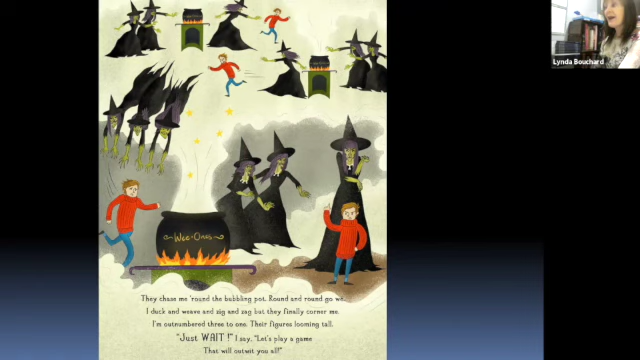 Lynda Bouchard
Wee-Ones
They chase me 'round the bubbling pot. Round and round go we.
I duck and weave and zig and zag but they finally corner me.
I'm outnumbered three to one. Their figures looming tall.
"Just WAIT!" I say, "Let's play a game
That will outwit you all!"